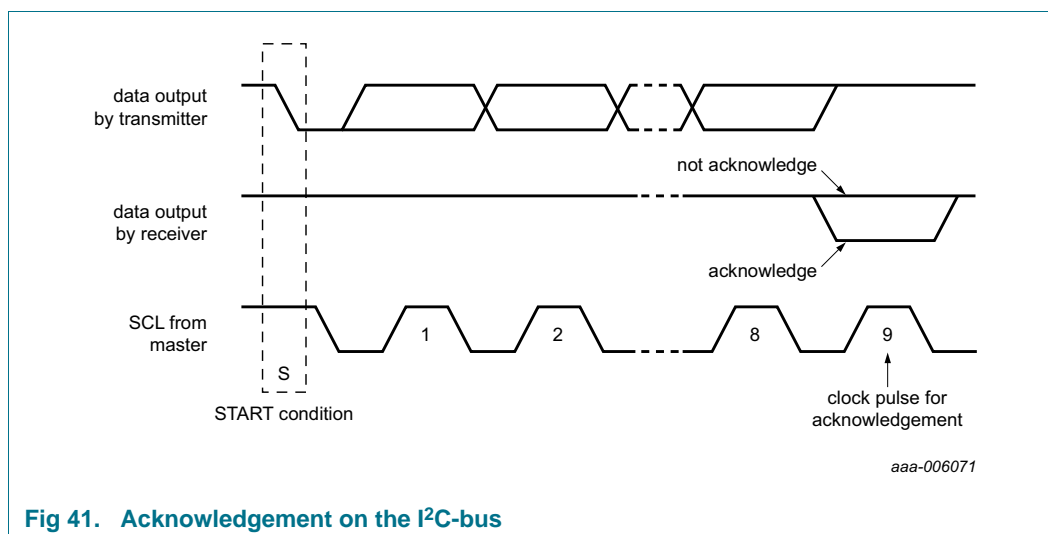 data output
by transmitter
not acknowledge
data output
by receiver
acknowledge
SCL from
master
1
2
8
9
S
START condition
clock pulse for
acknowledgement
aaa-006071
Fig 41. Acknowledgement on the I²C-bus